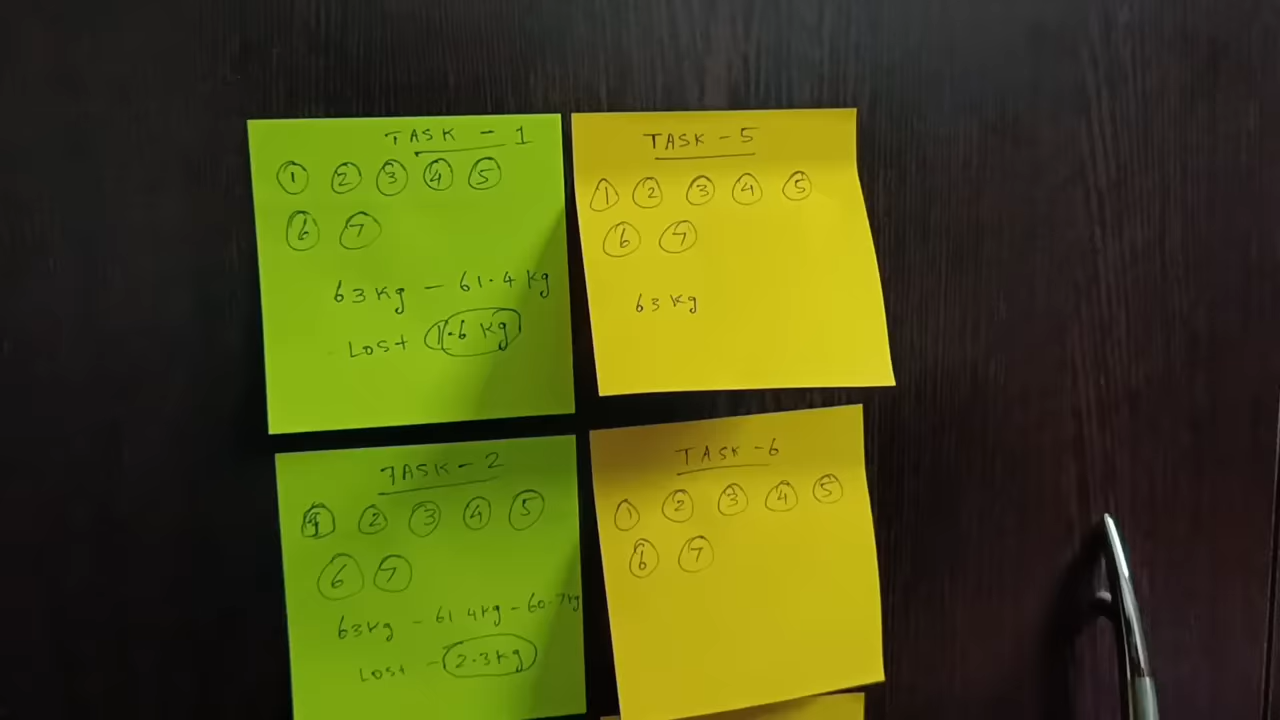 TASK - 1
1 2 3 4 5
6 7
63 Kg - 61.4 Kg
Lost 1.6 Kg
TASK - 5
1 2 3 4 5
6 7
63 Kg
TASK - 2
1 2 3 4 5
6 7
63 Kg - 61.4 Kg - 60.7 Kg
Lost - 2.3 Kg
TASK - 6
1 2 3 4 5
6 7